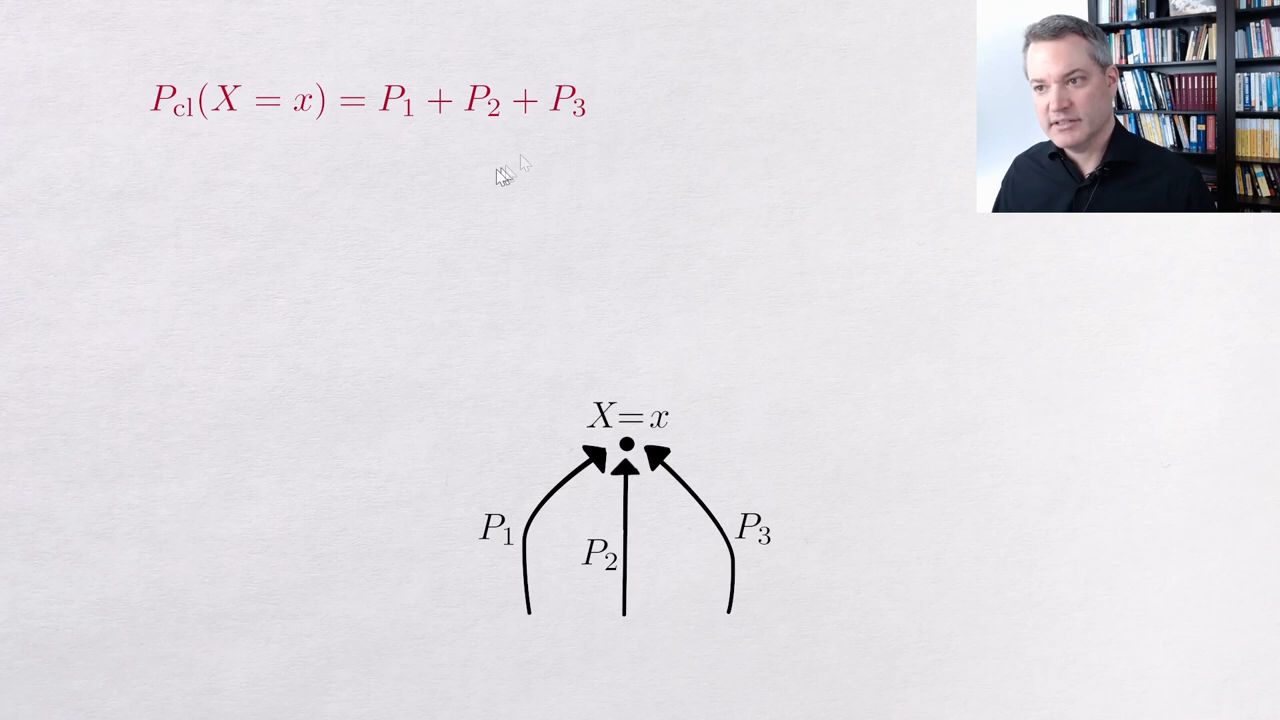 P_cl(X = x) = P_1 + P_2 + P_3
X=x
P_1
P_2
P_3